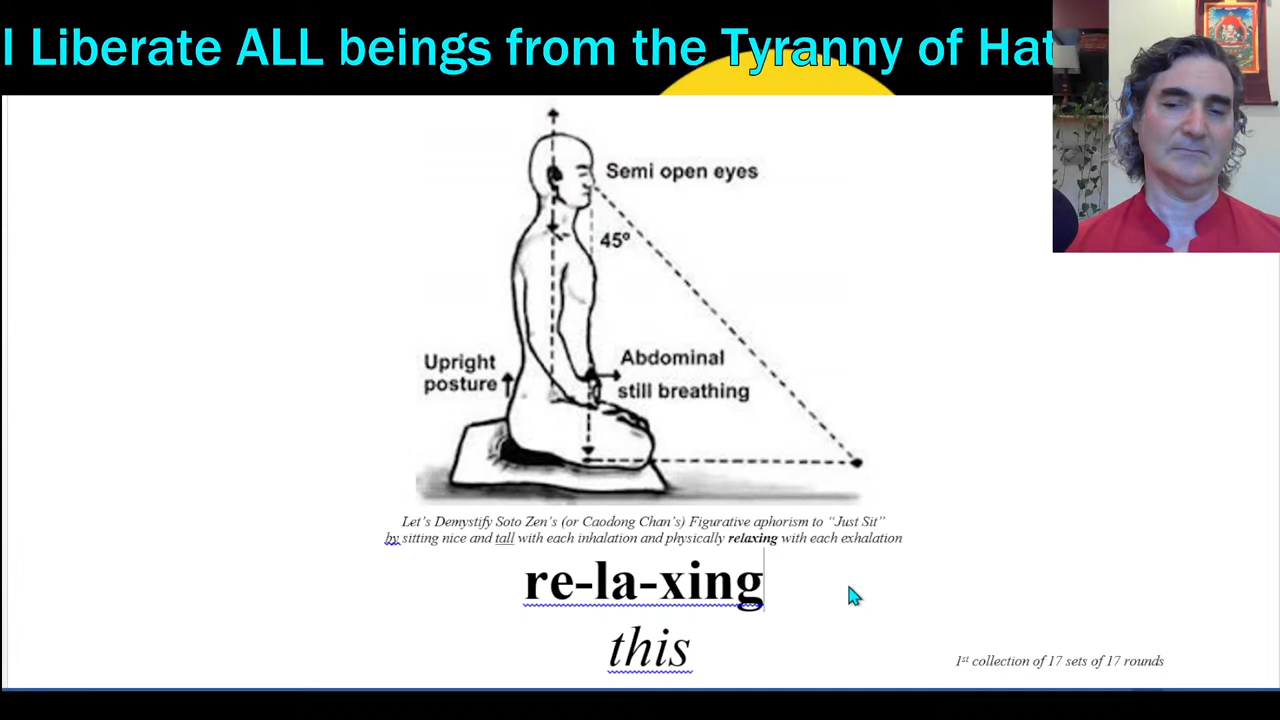 I Liberate ALL beings from the Tyranny of Hat
Semi open eyes
45º
Upright
posture
Abdominal
still breathing
Let’s Demystify Soto Zen’s (or Caodong Chan’s) Figurative aphorism to “Just Sit”
by sitting nice and tall with each inhalation and physically relaxing with each exhalation
re-la-xing
this
1st collection of 17 sets of 17 rounds